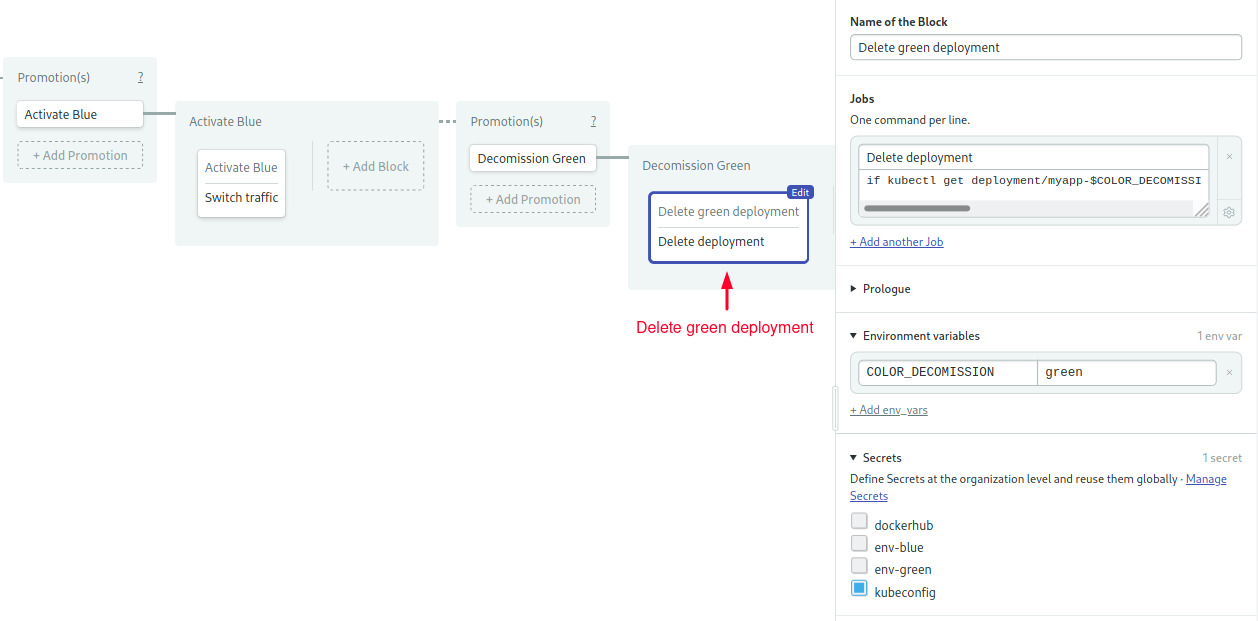 Promotion(s) ?
Activate Blue
+ Add Promotion
Activate Blue
Activate Blue
Switch traffic
+ Add Block
Promotion(s) ?
Decomission Green
+ Add Promotion
Decomission Green
Edit
Delete green deployment
Delete deployment
Delete green deployment
Name of the Block
Delete green deployment
Jobs
One command per line.
Delete deployment ×
if kubectl get deployment/myapp-$COLOR_DECOMISSI
+ Add another Job
Prologue
Environment variables 1 env var
COLOR_DECOMISSION green ×
+ Add env_vars
Secrets 1 secret
Define Secrets at the organization level and reuse them globally · Manage
Secrets
dockerhub
env-blue
env-green
kubeconfig